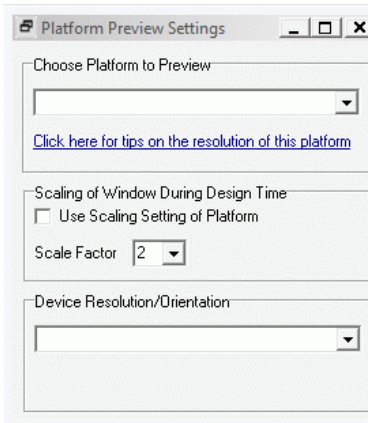 Platform Preview Settings
Choose Platform to Preview
Click here for tips on the resolution of this platform
Scaling of Window During Design Time
Use Scaling Setting of Platform
Scale Factor 2
Device Resolution/Orientation